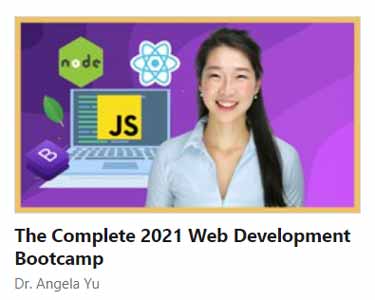 node
JS
B
The Complete 2021 Web Development
Bootcamp
Dr. Angela Yu